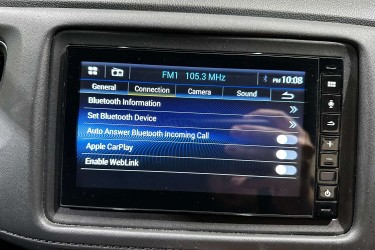 FM1 105.3 MHz
PM 10:08
General Connection Camera Sound
Bluetooth Information
Set Bluetooth Device
Auto Answer Bluetooth Incoming Call
Apple CarPlay
Enable WebLink